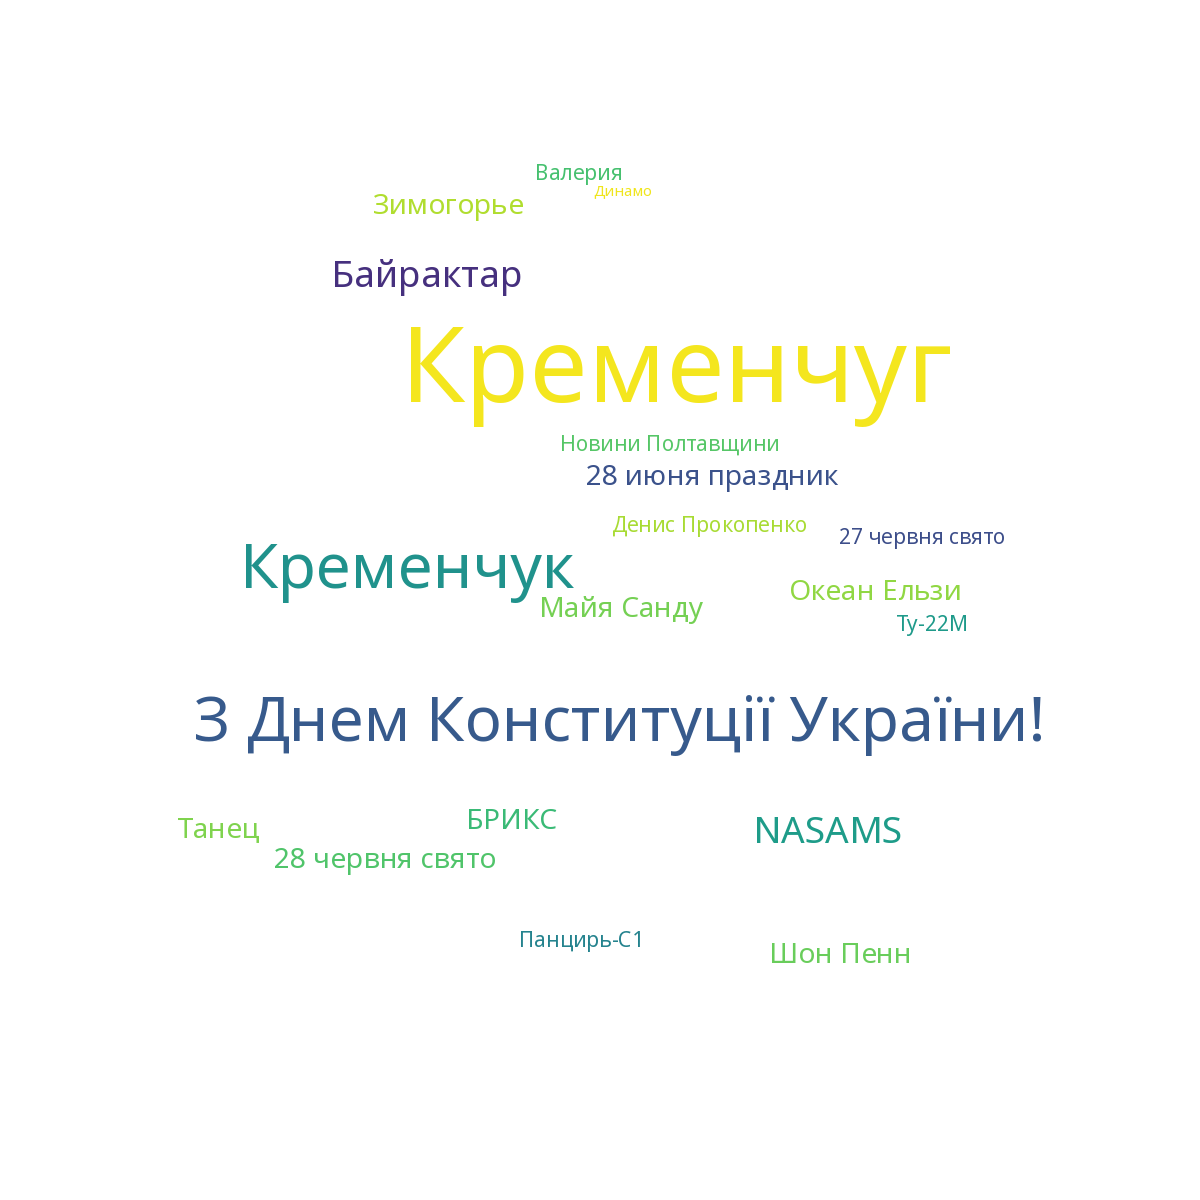 Валерия
Динамо
Зимогорье
Байрактар
Кременчуг
Новини Полтавщини
28 июня праздник
Денис Прокопенко
27 червня свято
Кременчук
Океан Ельзи
Майя Санду
Ту-22М
З Днем Конституції України!
БРИКС
Танец
NASAMS
28 червня свято
Панцирь-С1
Шон Пенн